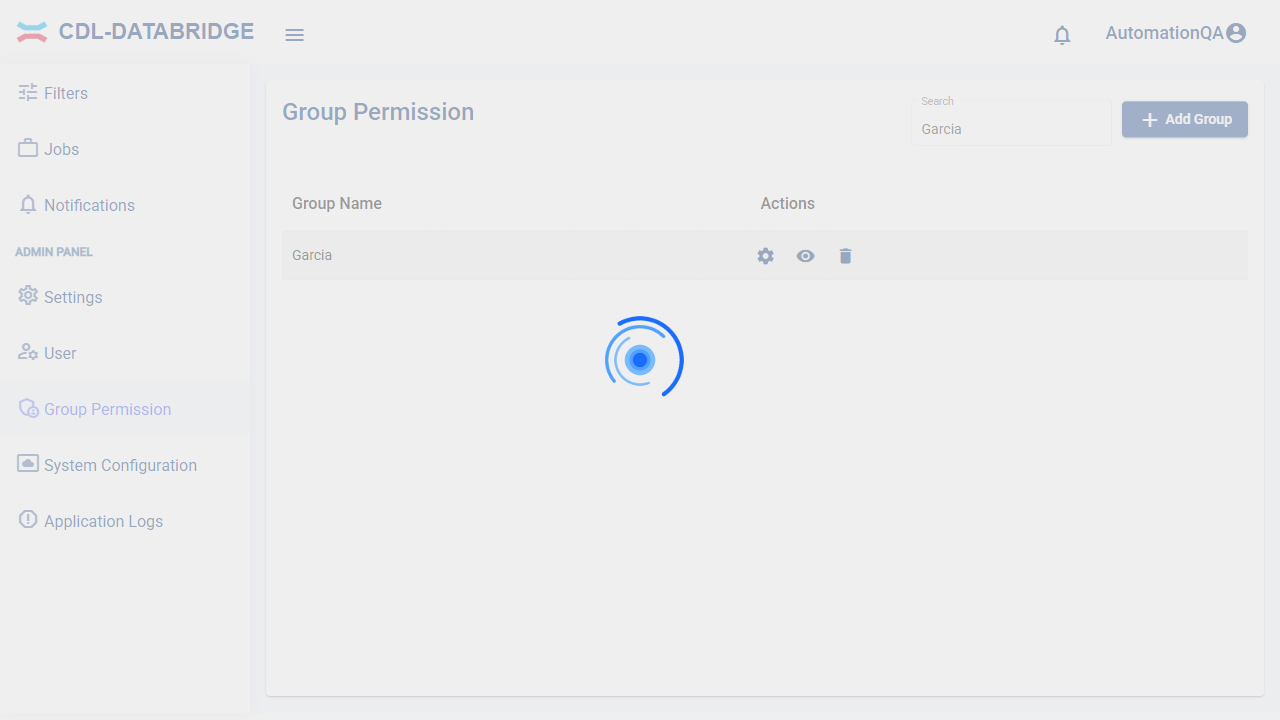 CDL-DATABRIDGE
AutomationQA
Filters
Jobs
Notifications
ADMIN PANEL
Settings
User
Group Permission
System Configuration
Application Logs
Group Permission
Search
Garcia
Add Group
Group Name
Actions
Garcia